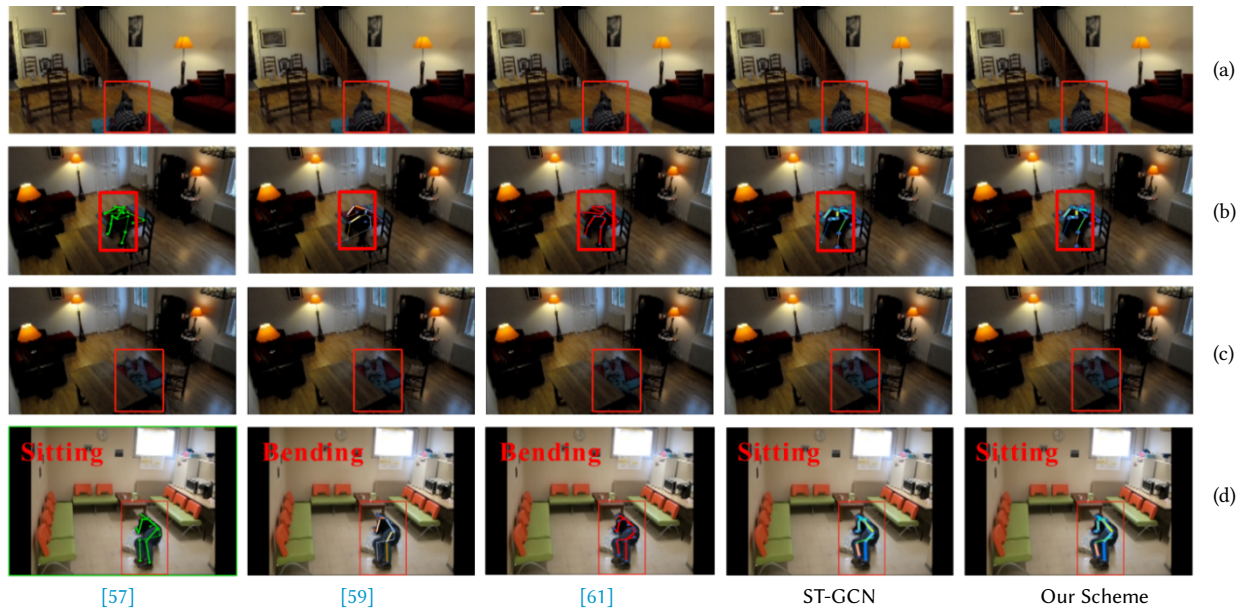 (a)
(b)
(c)
Sitting Bending Bending Sitting Sitting
(d)
[57] [59] [61] ST-GCN Our Scheme